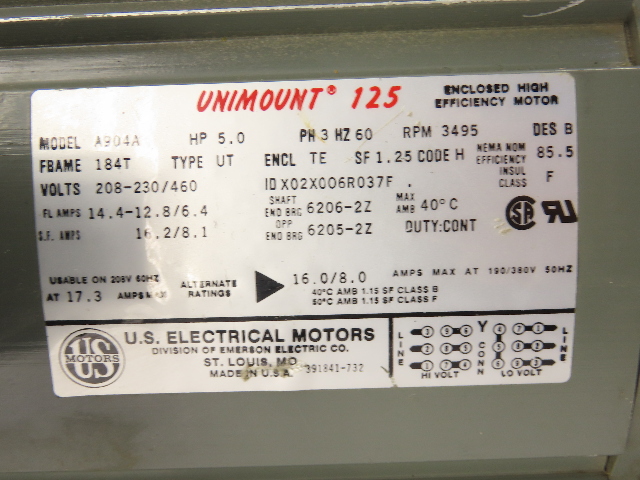 UNIMOUNT® 125 ENCLOSED HIGH EFFICIENCY MOTOR
MODEL A904A HP 5.0 PH 3 HZ 60 RPM 3495 DES B
FRAME 184T TYPE UT ENCL TE SF 1.25 CODE H NEMA NOM EFFICIENCY 85.5
VOLTS 208-230/460 ID X02X006R037F . INSUL CLASS F
FL AMPS 14.4-12.8/6.4 SHAFT END BRG 6206-2Z MAX AMB 40°C
S.F. AMPS 16.2/8.1 OPP END BRG 6205-2Z DUTY:CONT
USABLE ON 208V 60HZ
AT 17.3 AMPS MAX
ALTERNATE RATINGS
16.0/8.0 AMPS MAX AT 190/380V 50HZ
40°C AMB 1.15 SF CLASS B
50°C AMB 1.15 SF CLASS F
US MOTORS
U.S. ELECTRICAL MOTORS
DIVISION OF EMERSON ELECTRIC CO.
ST. LOUIS, MO
MADE IN U.S.A. 391841-732
LINE Y CONN LINE
HI VOLT LO VOLT